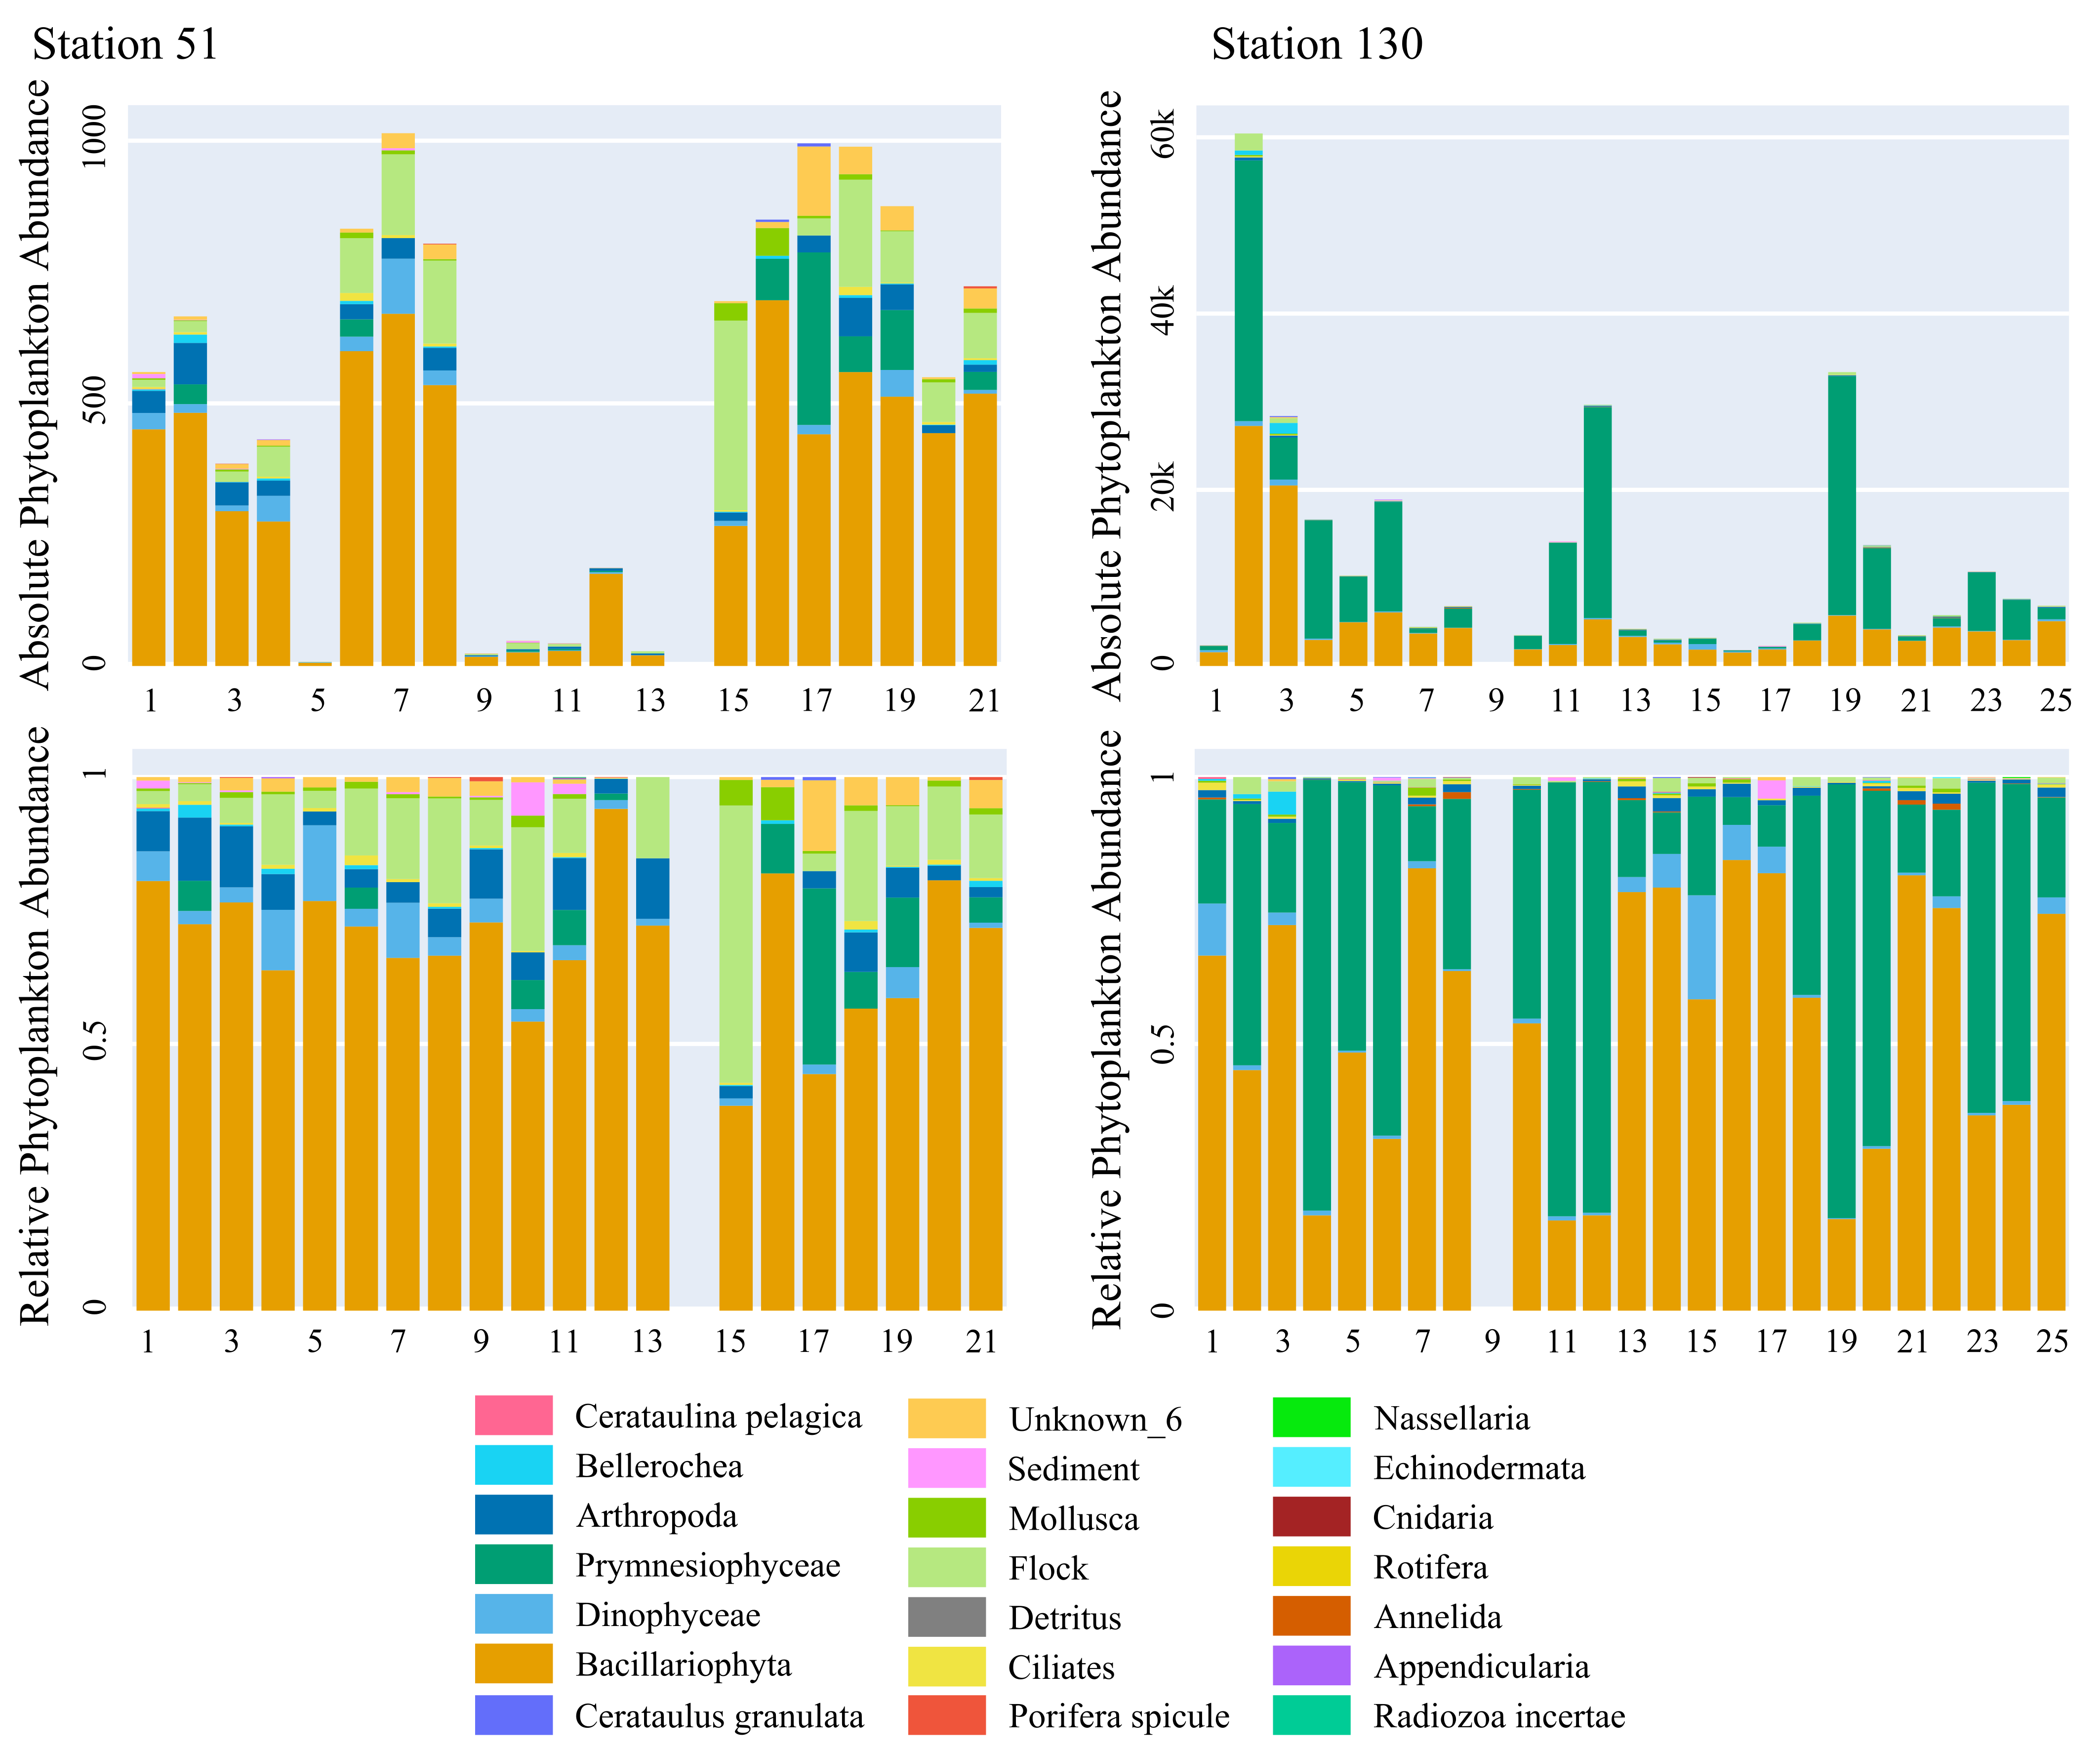 Station 51
Station 130
Absolute Phytoplankton Abundance
1000
500
0
1 3 5 7 9 11 13 15 17 19 21
Absolute Phytoplankton Abundance
60k
40k
20k
0
1 3 5 7 9 11 13 15 17 19 21 23 25
Relative Phytoplankton Abundance
1
0.5
0
1 3 5 7 9 11 13 15 17 19 21
Relative Phytoplankton Abundance
1
0.5
0
1 3 5 7 9 11 13 15 17 19 21 23 25
Cerataulina pelagica
Bellerochea
Arthropoda
Prymnesiophyceae
Dinophyceae
Bacillariophyta
Cerataulus granulata
Unknown_6
Sediment
Mollusca
Flock
Detritus
Ciliates
Porifera spicule
Nassellaria
Echinodermata
Cnidaria
Rotifera
Annelida
Appendicularia
Radiozoa incertae